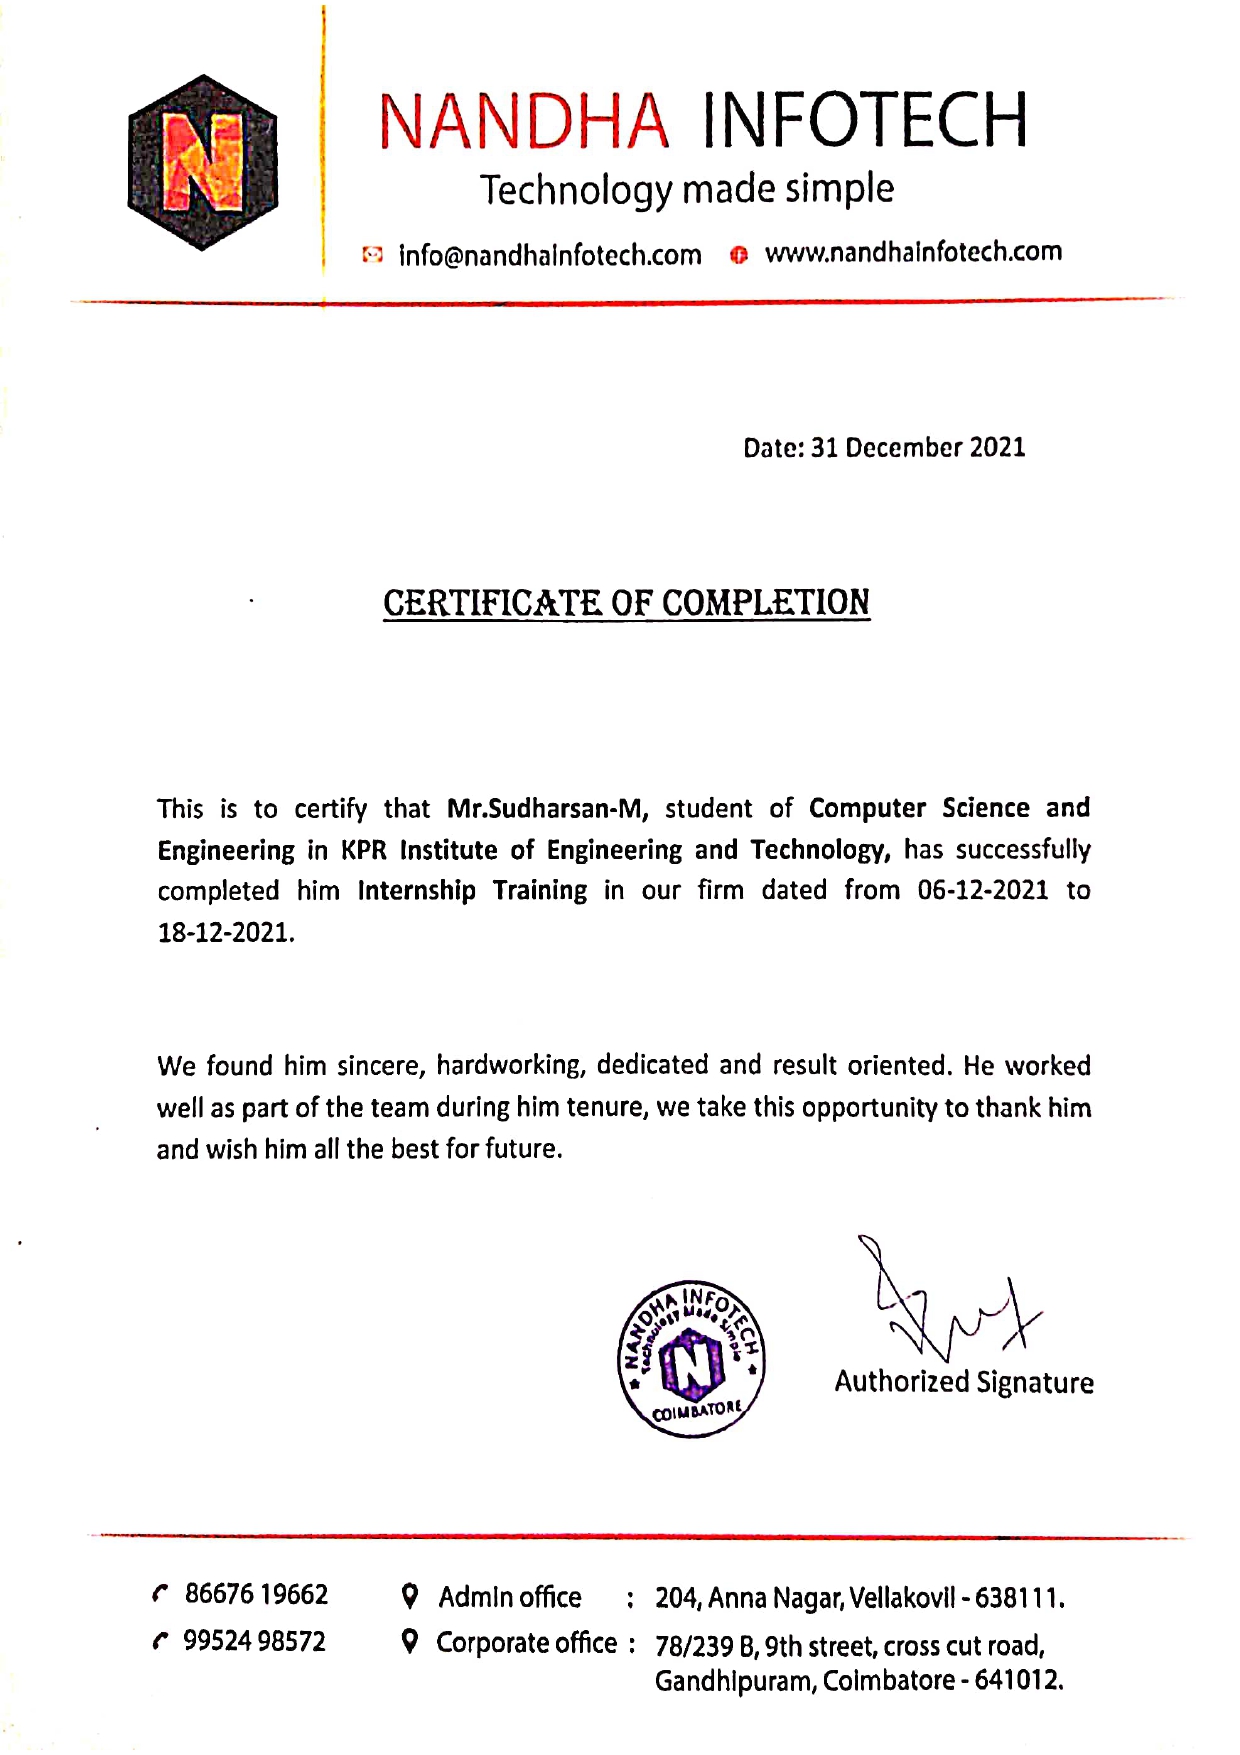 N
NANDHA INFOTECH
Technology made simple
info@nandhainfotech.com www.nandhainfotech.com
Date: 31 December 2021
CERTIFICATE OF COMPLETION
This is to certify that Mr.Sudharsan-M, student of Computer Science and
Engineering in KPR Institute of Engineering and Technology, has successfully
completed him Internship Training in our firm dated from 06-12-2021 to
18-12-2021.
We found him sincere, hardworking, dedicated and result oriented. He worked
well as part of the team during him tenure, we take this opportunity to thank him
and wish him all the best for future.
NANDHA INFOTECH
Technology Made Simple
N
COIMBATORE
Authorized Signature
86676 19662 Admin office : 204, Anna Nagar, Vellakovil - 638111.
99524 98572 Corporate office : 78/239 B, 9th street, cross cut road,
Gandhipuram, Coimbatore - 641012.